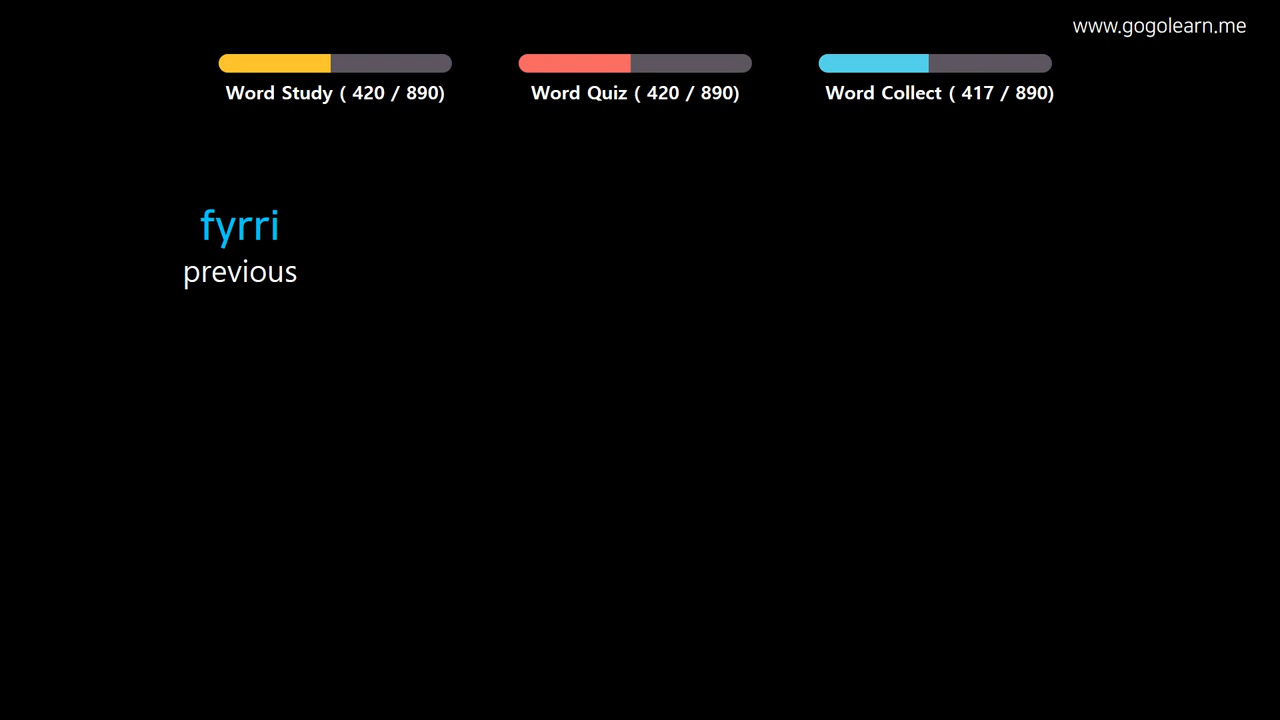 www.gogolearn.me
Word Study ( 420 / 890)
Word Quiz ( 420 / 890)
Word Collect ( 417 / 890)
fyrri
previous